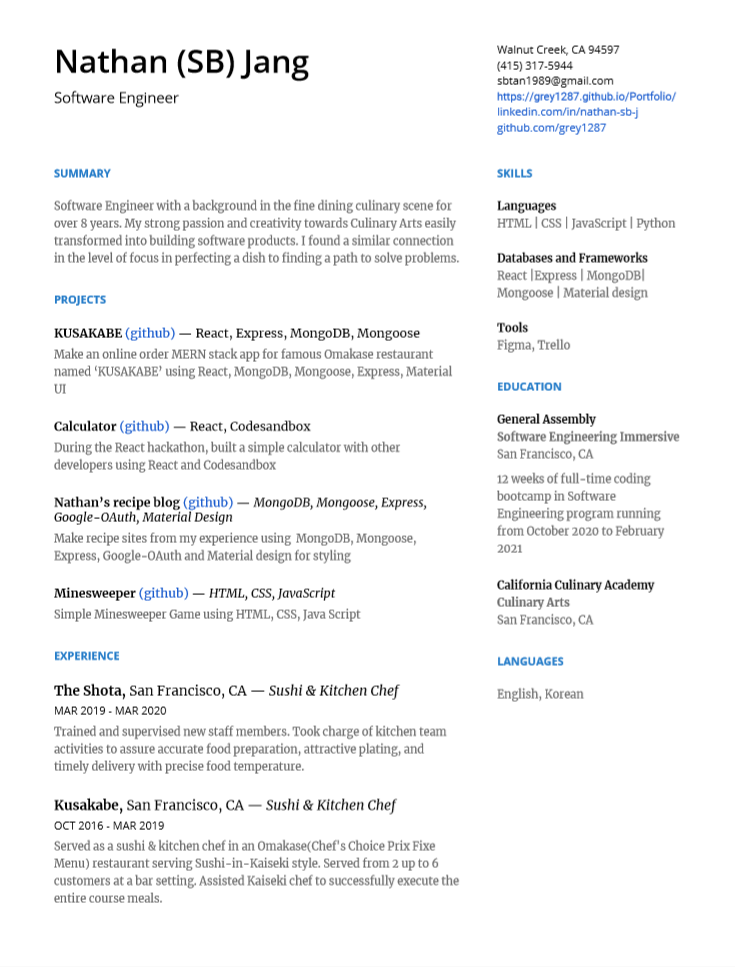 Nathan (SB) Jang
Software Engineer
Walnut Creek, CA 94597
(415) 317-5944
sbtan1989@gmail.com
https://grey1287.github.io/Portfolio/
linkedin.com/in/nathan-sb-j
github.com/grey1287
SUMMARY
Software Engineer with a background in the fine dining culinary scene for
over 8 years. My strong passion and creativity towards Culinary Arts easily
transformed into building software products. I found a similar connection
in the level of focus in perfecting a dish to finding a path to solve problems.
PROJECTS
KUSAKABE (github) — React, Express, MongoDB, Mongoose
Make an online order MERN stack app for famous Omakase restaurant
named ‘KUSAKABE’ using React, MongoDB, Mongoose, Express, Material
UI
Calculator (github) — React, Codesandbox
During the React hackathon, built a simple calculator with other
developers using React and Codesandbox
Nathan’s recipe blog (github) — MongoDB, Mongoose, Express,
Google-OAuth, Material Design
Make recipe sites from my experience using MongoDB, Mongoose,
Express, Google-OAuth and Material design for styling
Minesweeper (github) — HTML, CSS, JavaScript
Simple Minesweeper Game using HTML, CSS, Java Script
EXPERIENCE
The Shota, San Francisco, CA — Sushi & Kitchen Chef
MAR 2019 - MAR 2020
Trained and supervised new staff members. Took charge of kitchen team
activities to assure accurate food preparation, attractive plating, and
timely delivery with precise food temperature.
Kusakabe, San Francisco, CA — Sushi & Kitchen Chef
OCT 2016 - MAR 2019
Served as a sushi & kitchen chef in an Omakase(Chef’s Choice Prix Fixe
Menu) restaurant serving Sushi-in-Kaiseki style. Served from 2 up to 6
customers at a bar setting. Assisted Kaiseki chef to successfully execute the
entire course meals.
SKILLS
Languages
HTML | CSS | JavaScript | Python
Databases and Frameworks
React |Express | MongoDB|
Mongoose | Material design
Tools
Figma, Trello
EDUCATION
General Assembly
Software Engineering Immersive
San Francisco, CA
12 weeks of full-time coding
bootcamp in Software
Engineering program running
from October 2020 to February
2021
California Culinary Academy
Culinary Arts
San Francisco, CA
LANGUAGES
English, Korean